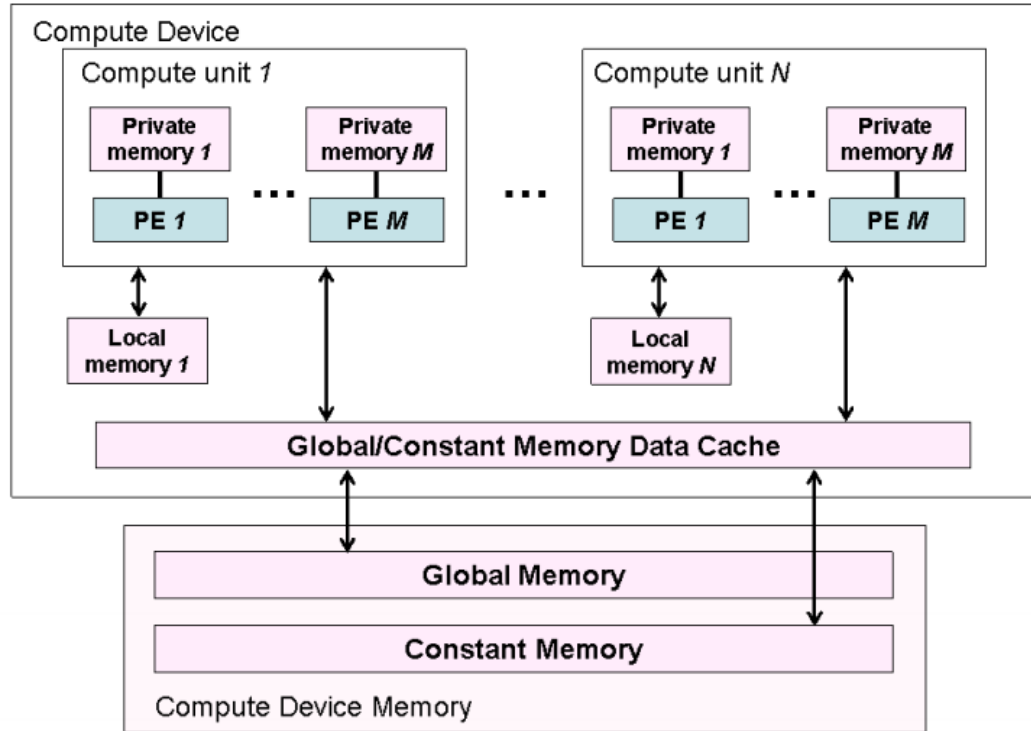 Compute Device
Compute unit 1
Compute unit N
Private
memory 1
Private
memory M
Private
memory 1
Private
memory M
...
...
...
PE 1
PE M
PE 1
PE M
Local
memory 1
Local
memory N
Global/Constant Memory Data Cache
Global Memory
Constant Memory
Compute Device Memory